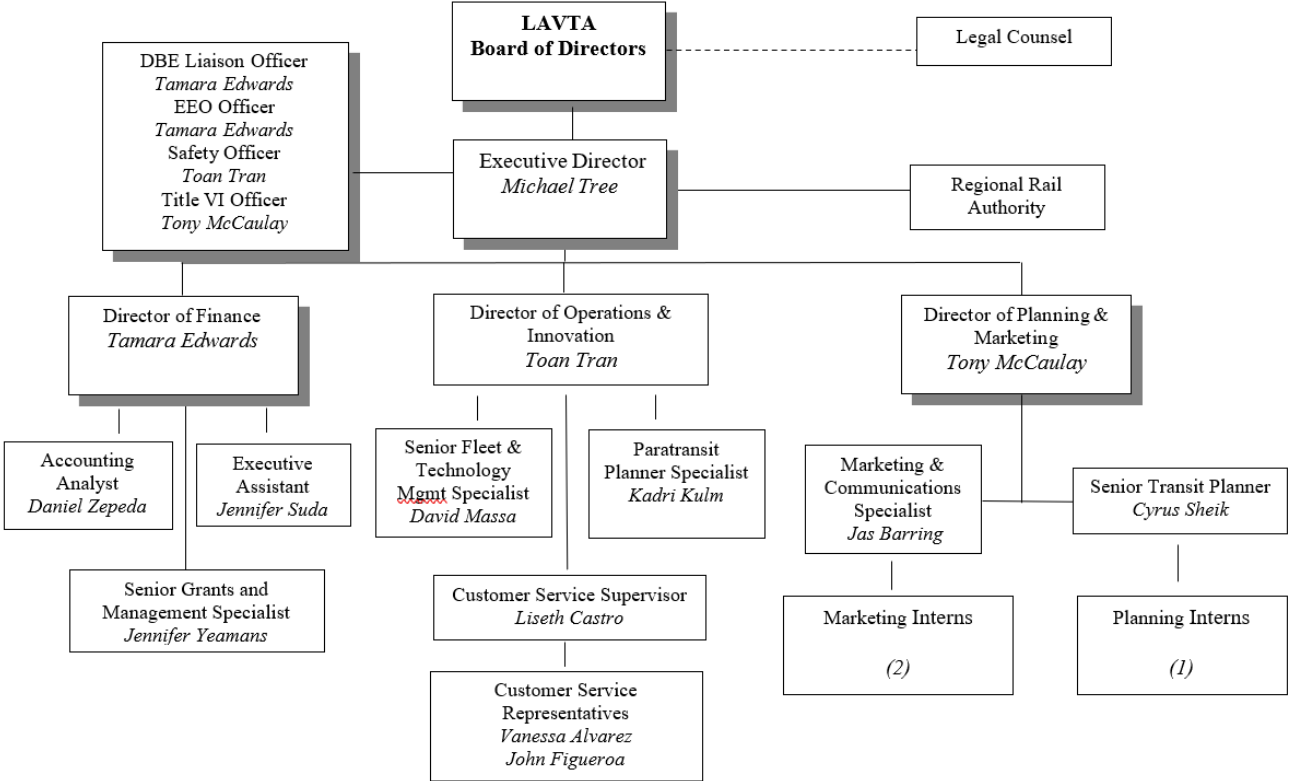 LAVTA
Board of Directors
Legal Counsel
DBE Liaison Officer
Tamara Edwards
EEO Officer
Tamara Edwards
Safety Officer
Toan Tran
Title VI Officer
Tony McCaulay
Executive Director
Michael Tree
Regional Rail
Authority
Director of Finance
Tamara Edwards
Director of Operations &
Innovation
Toan Tran
Director of Planning &
Marketing
Tony McCaulay
Accounting
Analyst
Daniel Zepeda
Executive
Assistant
Jennifer Suda
Senior Fleet &
Technology
Mgmt Specialist
David Massa
Paratransit
Planner Specialist
Kadri Kulm
Marketing &
Communications
Specialist
Jas Barring
Senior Transit Planner
Cyrus Sheik
Senior Grants and
Management Specialist
Jennifer Yeamans
Customer Service Supervisor
Liseth Castro
Marketing Interns
(2)
Planning Interns
(1)
Customer Service
Representatives
Vanessa Alvarez
John Figueroa